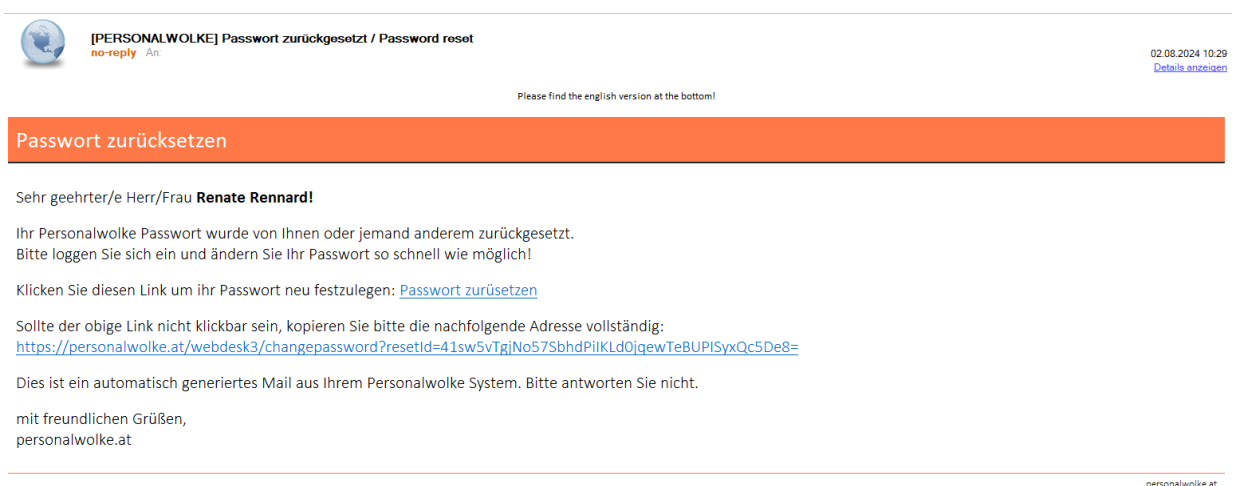 [PERSONALWOLKE] Passwort zurückgesetzt / Password reset
no-reply An:
02.08.2024 10:29
Details anzeigen
Please find the english version at the bottom!
Passwort zurücksetzen
Sehr geehrter/e Herr/Frau Renate Rennard!
Ihr Personalwolke Passwort wurde von Ihnen oder jemand anderem zurückgesetzt.
Bitte loggen Sie sich ein und ändern Sie Ihr Passwort so schnell wie möglich!
Klicken Sie diesen Link um ihr Passwort neu festzulegen: Passwort zurüsetzen
Sollte der obige Link nicht klickbar sein, kopieren Sie bitte die nachfolgende Adresse vollständig:
https://personalwolke.at/webdesk3/changepassword?resetId=41sw5vTgjNo57SbhdPiIKLd0jqewTeBUPISyxQc5De8=
Dies ist ein automatisch generiertes Mail aus Ihrem Personalwolke System. Bitte antworten Sie nicht.
mit freundlichen Grüßen,
personalwolke.at
personalwolke.at